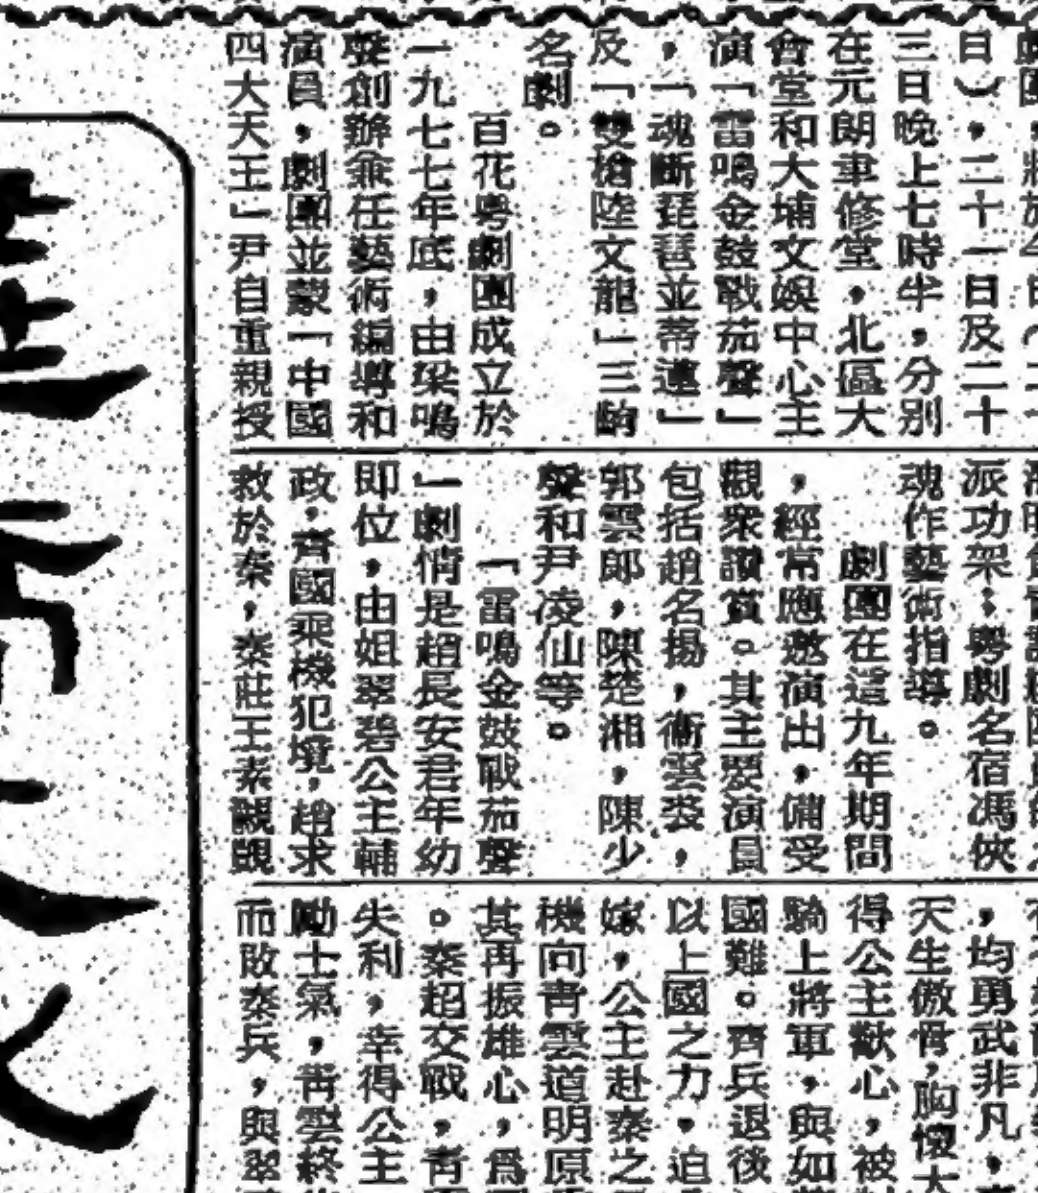 日），二十一日及二十
三日晚上七時半，分別
在元朗聿修堂，北區大
會堂和大埔文娛中心主
演「雷鳴金鼓戰茄聲」
，「魂斷琵琶並蒂蓮」
及「雙槍陸文龍」三齣
名劇。
百花粵劇團成立於
一九七七年底，由梁鳴
聲創辦兼任藝術編導和
演員，劇團並蒙「中國
四大天王」尹自重親授
派功架；粵劇名宿馮俠
魂作藝術指導。
劇團在這九年期間
，經常應邀演出，備受
觀衆讚賞。其主要演員
包括趙名揚，衞雲裳，
郭雲郎，陳楚湘，陳少
聲和尹凌仙等。
「雷鳴金鼓戰茄聲
」劇情是趙長安君年幼
即位，由姐翠碧公主輔
政，齊國乘機犯境，趙求
救於秦，秦莊王素覬覦
，均勇武非凡，
天生傲骨，胸懷大
得公主歡心，被
騎上將軍，與如
國難。齊兵退後
以上國之力，迫
嫁，公主赴秦之
機向青雲道明原
其再振雄心，爲
。秦趙交戰，青
失利，幸得公主
勵士氣，青雲終
而敗秦兵，與翠